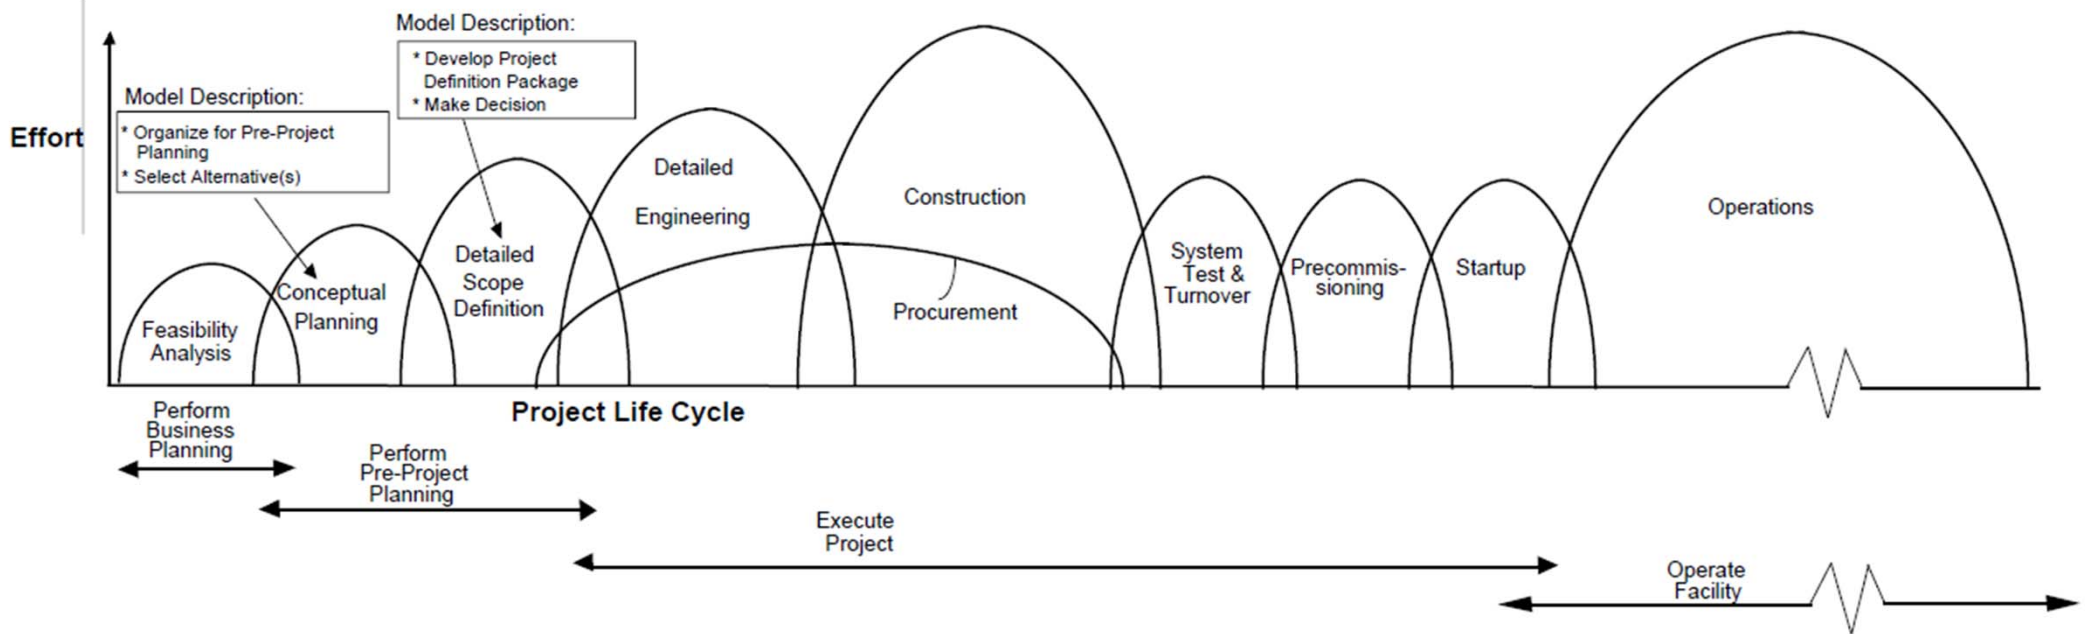 Model Description:
* Develop Project
Definition Package
* Make Decision
Model Description:
* Organize for Pre-Project
Planning
* Select Alternative(s)
Effort
Feasibility
Analysis
Conceptual
Planning
Detailed
Scope
Definition
Detailed
Engineering
Procurement
Construction
System
Test &
Turnover
Precommis-
sioning
Startup
Operations
Project Life Cycle
Perform
Business
Planning
Perform
Pre-Project
Planning
Execute
Project
Operate
Facility